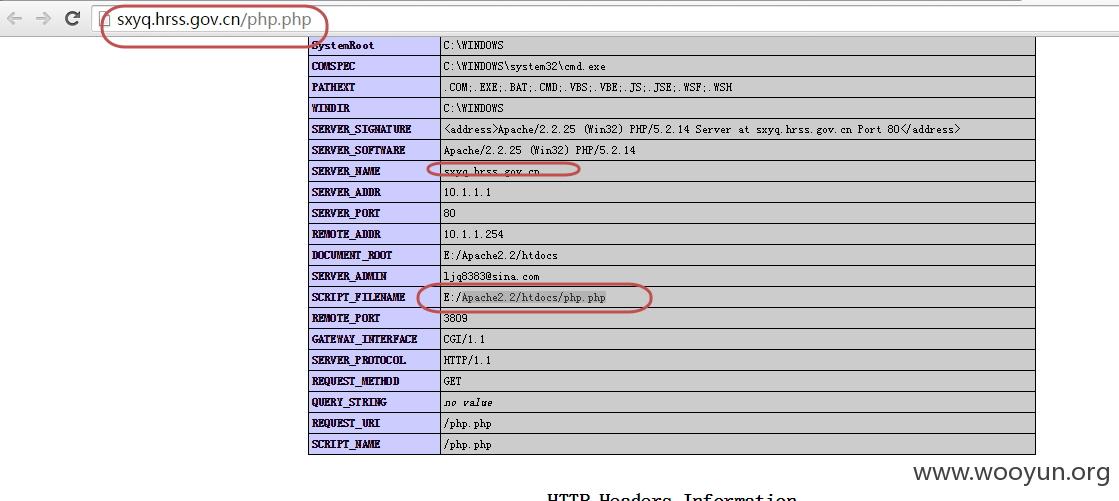 sxyq.hrss.gov.cn/php.php
SystemRoot C:\WINDOWS
COMSPEC C:\WINDOWS\system32\cmd.exe
PATHEXT .COM;.EXE;.BAT;.CMD;.VBS;.VBE;.JS;.JSE;.WSF;.WSH
WINDIR C:\WINDOWS
SERVER_SIGNATURE <address>Apache/2.2.25 (Win32) PHP/5.2.14 Server at sxyq.hrss.gov.cn Port 80</address>
SERVER_SOFTWARE Apache/2.2.25 (Win32) PHP/5.2.14
SERVER_NAME sxyq.hrss.gov.cn
SERVER_ADDR 10.1.1.1
SERVER_PORT 80
REMOTE_ADDR 10.1.1.254
DOCUMENT_ROOT E:/Apache2.2/htdocs
SERVER_ADMIN ljq8383@sina.com
SCRIPT_FILENAME E:/Apache2.2/htdocs/php.php
REMOTE_PORT 3809
GATEWAY_INTERFACE CGI/1.1
SERVER_PROTOCOL HTTP/1.1
REQUEST_METHOD GET
QUERY_STRING no value
REQUEST_URI /php.php
SCRIPT_NAME /php.php
www.wooyun.org
HTTP Headers Information